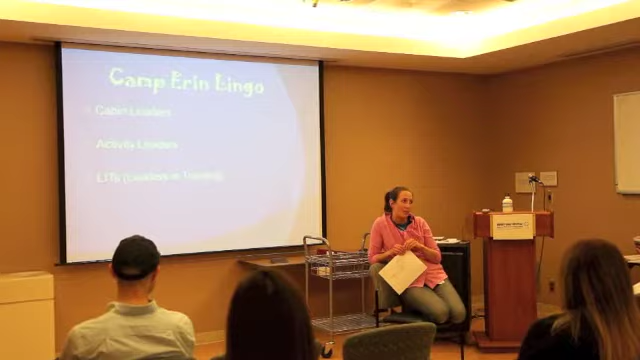 Camp Erin Lingo
Cabin Leaders
Activity Leaders
LITs (Leaders in Training)